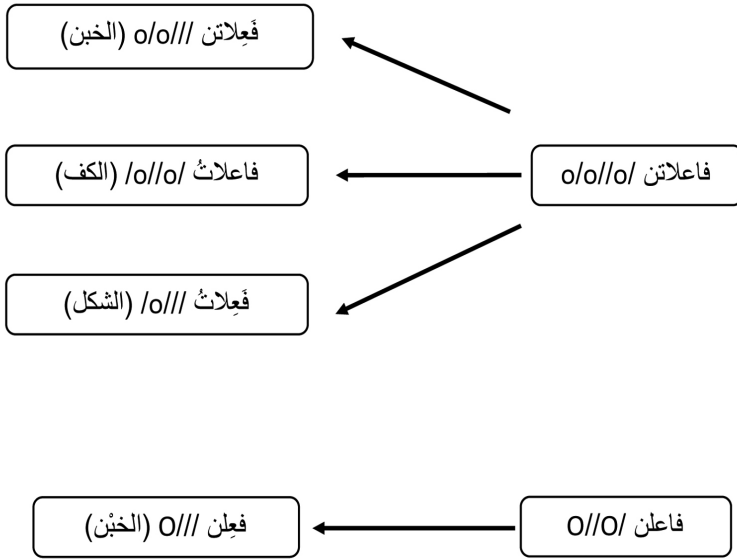 فاعلاتن /o//o/o
فَعِلاتن ///o/o (الخبن)
فاعلاتُ /o//o/ (الكف)
فَعِلاتُ ///o/ (الشكل)
فاعلن /O//O
فعِلن ///O (الخبْن)